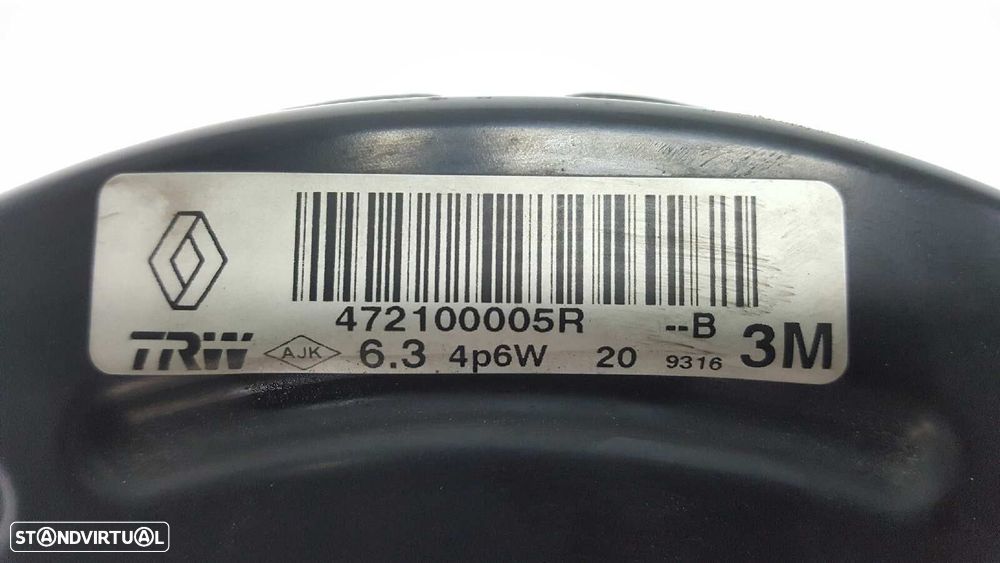 472100005R --B 3M
TRW AJK 6.3 4p6W 20 9316
STANDVIRTUAL